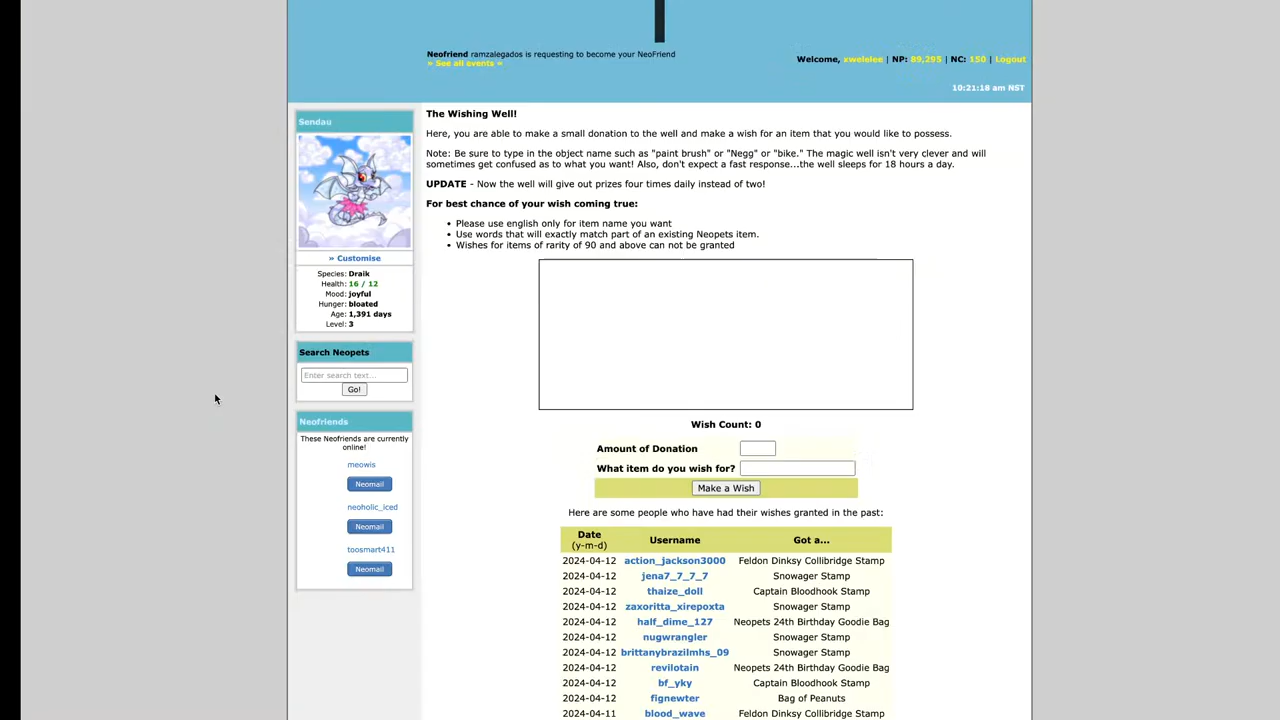 Neofriend ramzalegados is requesting to become your NeoFriend
» See all events «
Welcome, xwelelee | NP: 89,295 | NC: 150 | Logout
10:21:18 am NST
Sendau
» Customise
Species: Draik
Health: 16 / 12
Mood: joyful
Hunger: bloated
Age: 1,391 days
Level: 3
Search Neopets
Enter search text...
Go!
Neofriends
These Neofriends are currently
online!
meowis
Neomail
neoholic_iced
Neomail
toosmart411
Neomail
The Wishing Well!
Here, you are able to make a small donation to the well and make a wish for an item that you would like to possess.
Note: Be sure to type in the object name such as "paint brush" or "Negg" or "bike." The magic well isn't very clever and will
sometimes get confused as to what you want! Also, don't expect a fast response...the well sleeps for 18 hours a day.
UPDATE - Now the well will give out prizes four times daily instead of two!
For best chance of your wish coming true:
• Please use english only for item name you want
• Use words that will exactly match part of an existing Neopets item.
• Wishes for items of rarity of 90 and above can not be granted
Wish Count: 0
Amount of Donation
What item do you wish for?
Make a Wish
Here are some people who have had their wishes granted in the past:
Date (y-m-d) Username Got a...
2024-04-12 action_jackson3000 Feldon Dinksy Collibridge Stamp
2024-04-12 jena7_7_7_7 Snowager Stamp
2024-04-12 thaize_doll Captain Bloodhook Stamp
2024-04-12 zaxoritta_xirepoxta Snowager Stamp
2024-04-12 half_dime_127 Neopets 24th Birthday Goodie Bag
2024-04-12 nugwrangler Snowager Stamp
2024-04-12 brittanybrazilmhs_09 Snowager Stamp
2024-04-12 revilotain Neopets 24th Birthday Goodie Bag
2024-04-12 bf_yky Captain Bloodhook Stamp
2024-04-12 fignewter Bag of Peanuts
2024-04-11 blood_wave Feldon Dinksy Collibridge Stamp